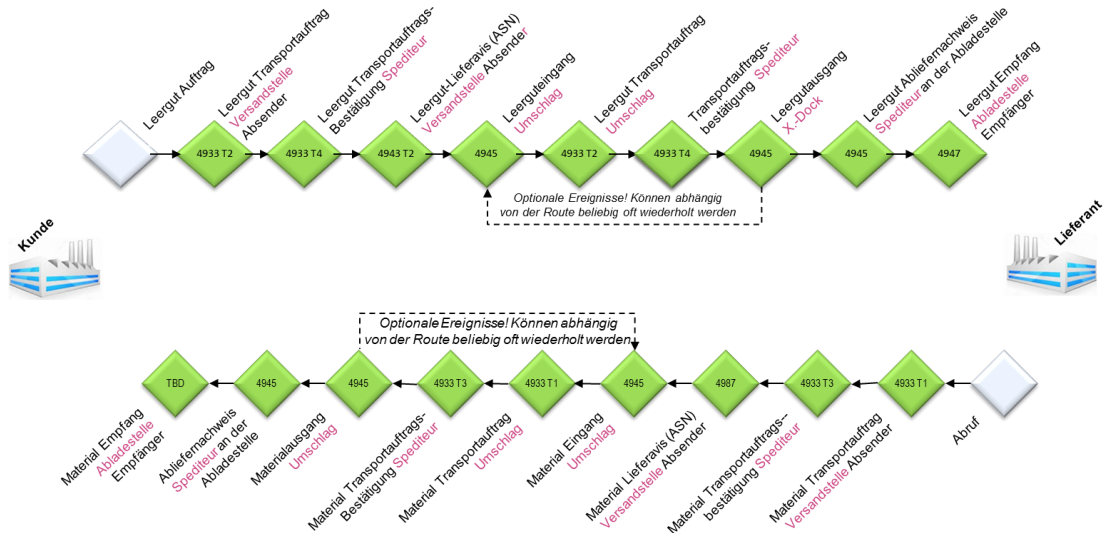 Leergut Auftrag
Leergut Transportauftrag
Versandstelle
Absender
Leergut Transportauftrags-
Bestätigung Spediteur
Leergut-Lieferavis (ASN)
Versandstelle Absender
Leerguteingang
Umschlag
Leergut Transportauftrag
Umschlag
Transportauftrags-
bestätigung Spediteur
Leergutausgang
X.-Dock
Leergut Abliefernachweis
Spediteur an der Abladestelle
Leergut Empfang
Abladestelle
Empfänger
4933 T2
4933 T4
4943 T2
4945
4933 T2
4933 T4
4945
4945
4947
Optionale Ereignisse! Können abhängig
von der Route beliebig oft wiederholt werden
Kunde
Lieferant
Optionale Ereignisse! Können abhängig
von der Route beliebig oft wiederholt werden
TBD
4945
4945
4933 T3
4933 T1
4945
4987
4933 T3
4933 T1
Material Empfang
Abladestelle
Empfänger
Abliefernachweis
Spediteur an der
Abladestelle
Materialausgang
Umschlag
Material Transportauftrags-
Bestätigung Spediteur
Material Transportauftrag
Umschlag
Material Eingang
Umschlag
Material Lieferavis (ASN)
Versandstelle Absender
Material Transportauftrags--
bestätigung Spediteur
Material Transportauftrag
Versandstelle Absender
Abruf